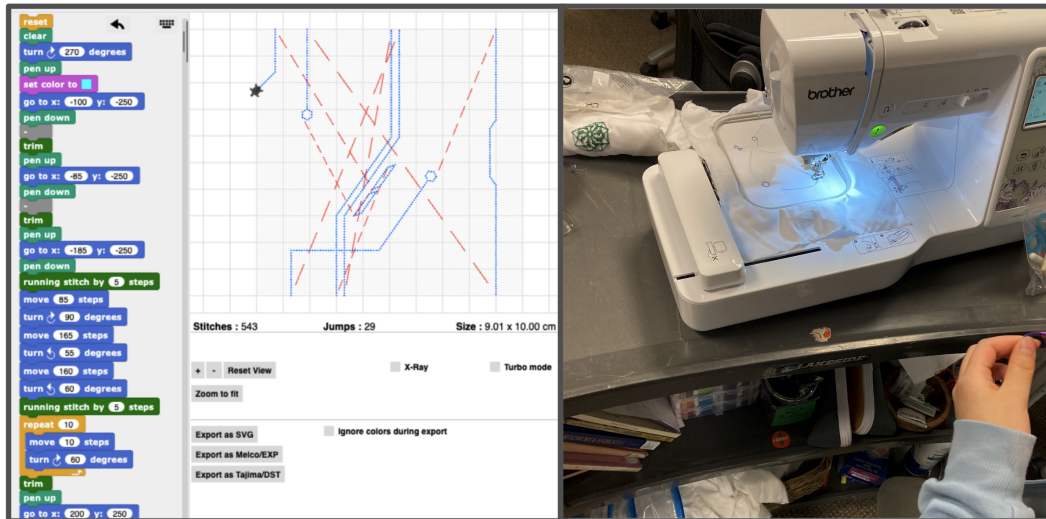 reset
clear
turn 270 degrees
pen up
set color to
go to x: -100 y: -250
pen down
-
trim
pen up
go to x: -85 y: -250
pen down
-
trim
pen up
go to x: -185 y: -250
pen down
running stitch by 5 steps
move 85 steps
turn 90 degrees
move 165 steps
turn 55 degrees
move 160 steps
turn 60 degrees
running stitch by 5 steps
repeat 10
move 10 steps
turn 60 degrees
trim
pen up
go to x: 200 y: 250
Stitches : 543 Jumps : 29 Size : 9.01 x 10.00 cm
+ - Reset View X-Ray Turbo mode
Zoom to fit
Export as SVG Ignore colors during export
Export as Melco/EXP
Export as Tajima/DST
brother
LAKESIDE